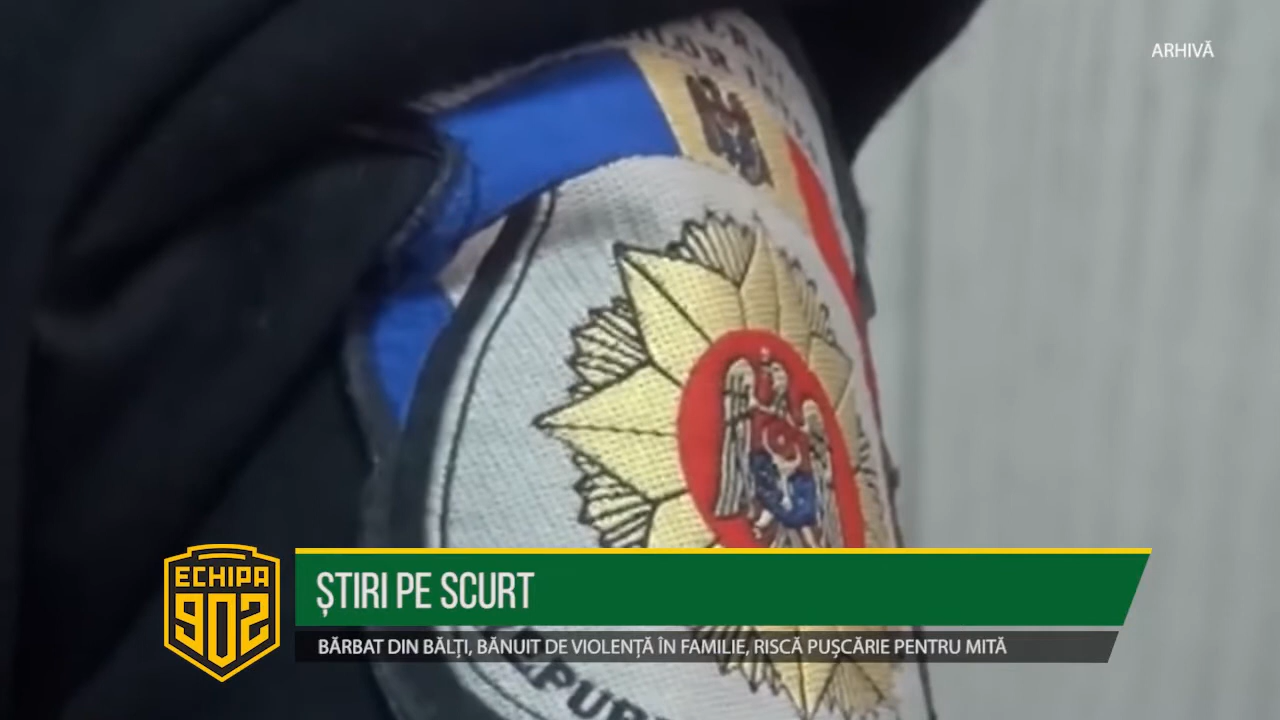 ARHIVĂ
ECHIPA
902
ȘTIRI PE SCURT
BĂRBAT DIN BĂLȚI, BĂNUIT DE VIOLENȚĂ ÎN FAMILIE, RISCĂ PUȘCĂRIE PENTRU MITĂ